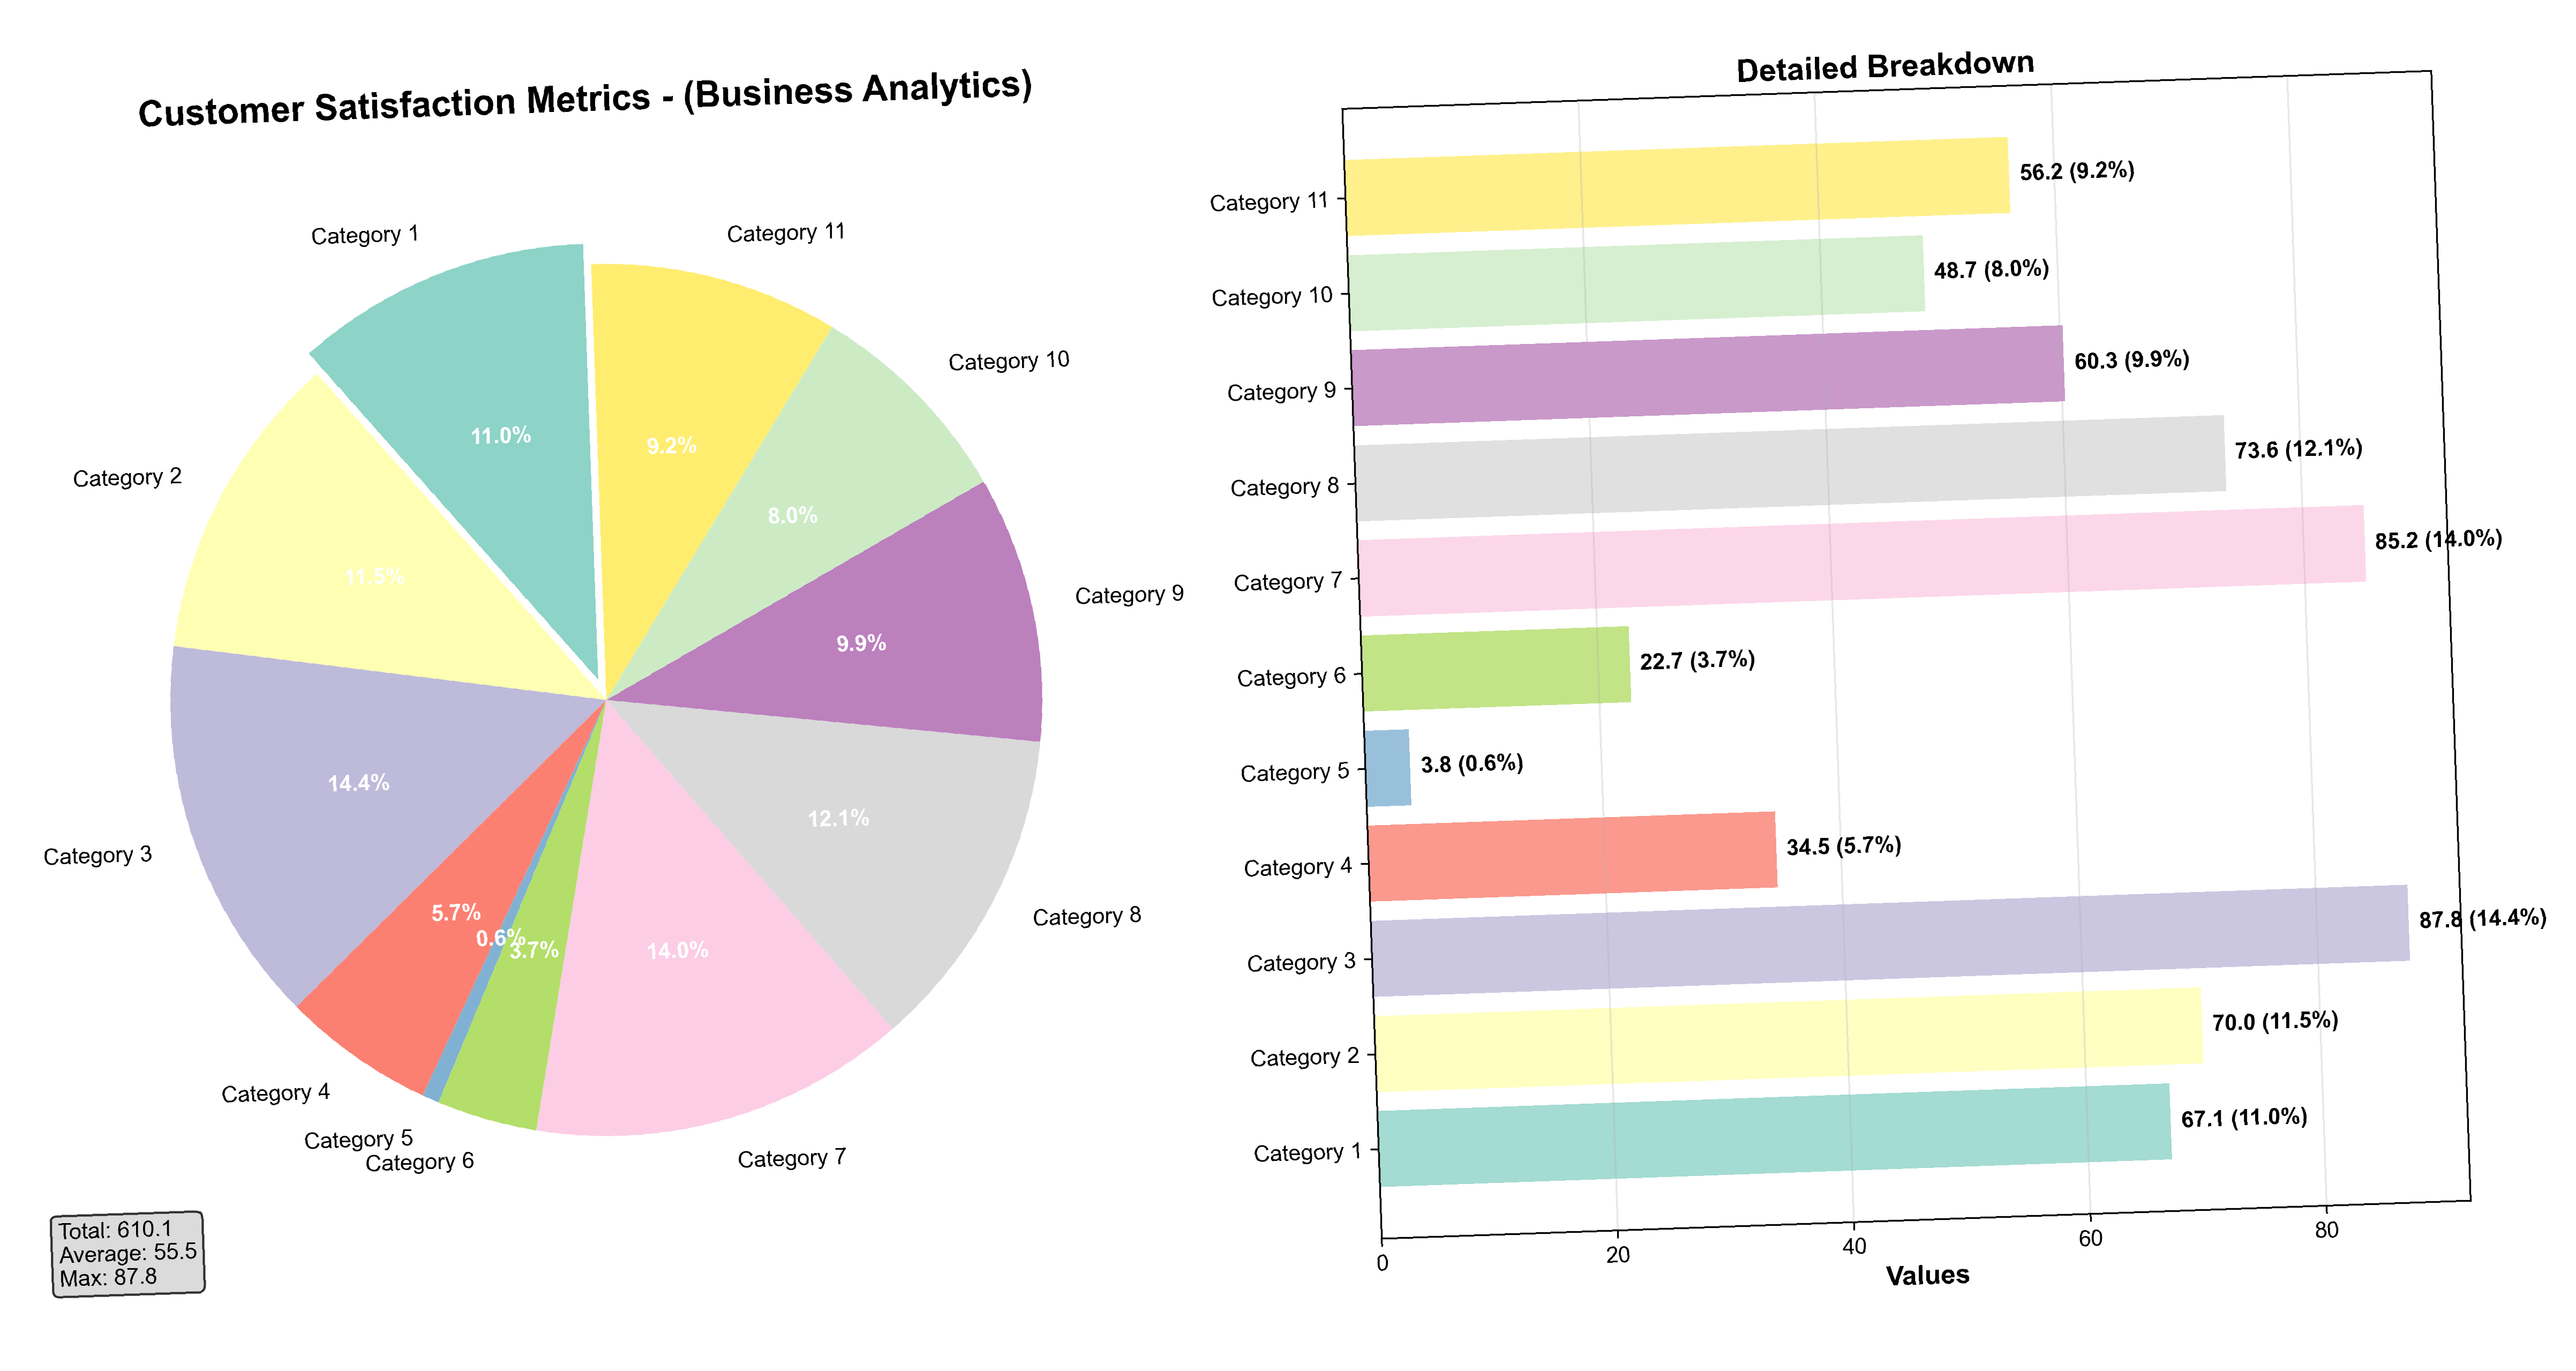 Customer Satisfaction Metrics - (Business Analytics)
Category 1
Category 11
Category 10
Category 2
Category 9
Category 3
Category 8
Category 4
Category 5
Category 6
Category 7
11.0%
9.2%
8.0%
11.5%
9.9%
14.4%
12.1%
5.7%
0.6%
3.7%
14.0%
Total: 610.1
Average: 55.5
Max: 87.8
Detailed Breakdown
Category 11
56.2 (9.2%)
Category 10
48.7 (8.0%)
Category 9
60.3 (9.9%)
Category 8
73.6 (12.1%)
Category 7
85.2 (14.0%)
Category 6
22.7 (3.7%)
Category 5
3.8 (0.6%)
Category 4
34.5 (5.7%)
Category 3
87.8 (14.4%)
Category 2
70.0 (11.5%)
Category 1
67.1 (11.0%)
0
20
40
60
80
Values